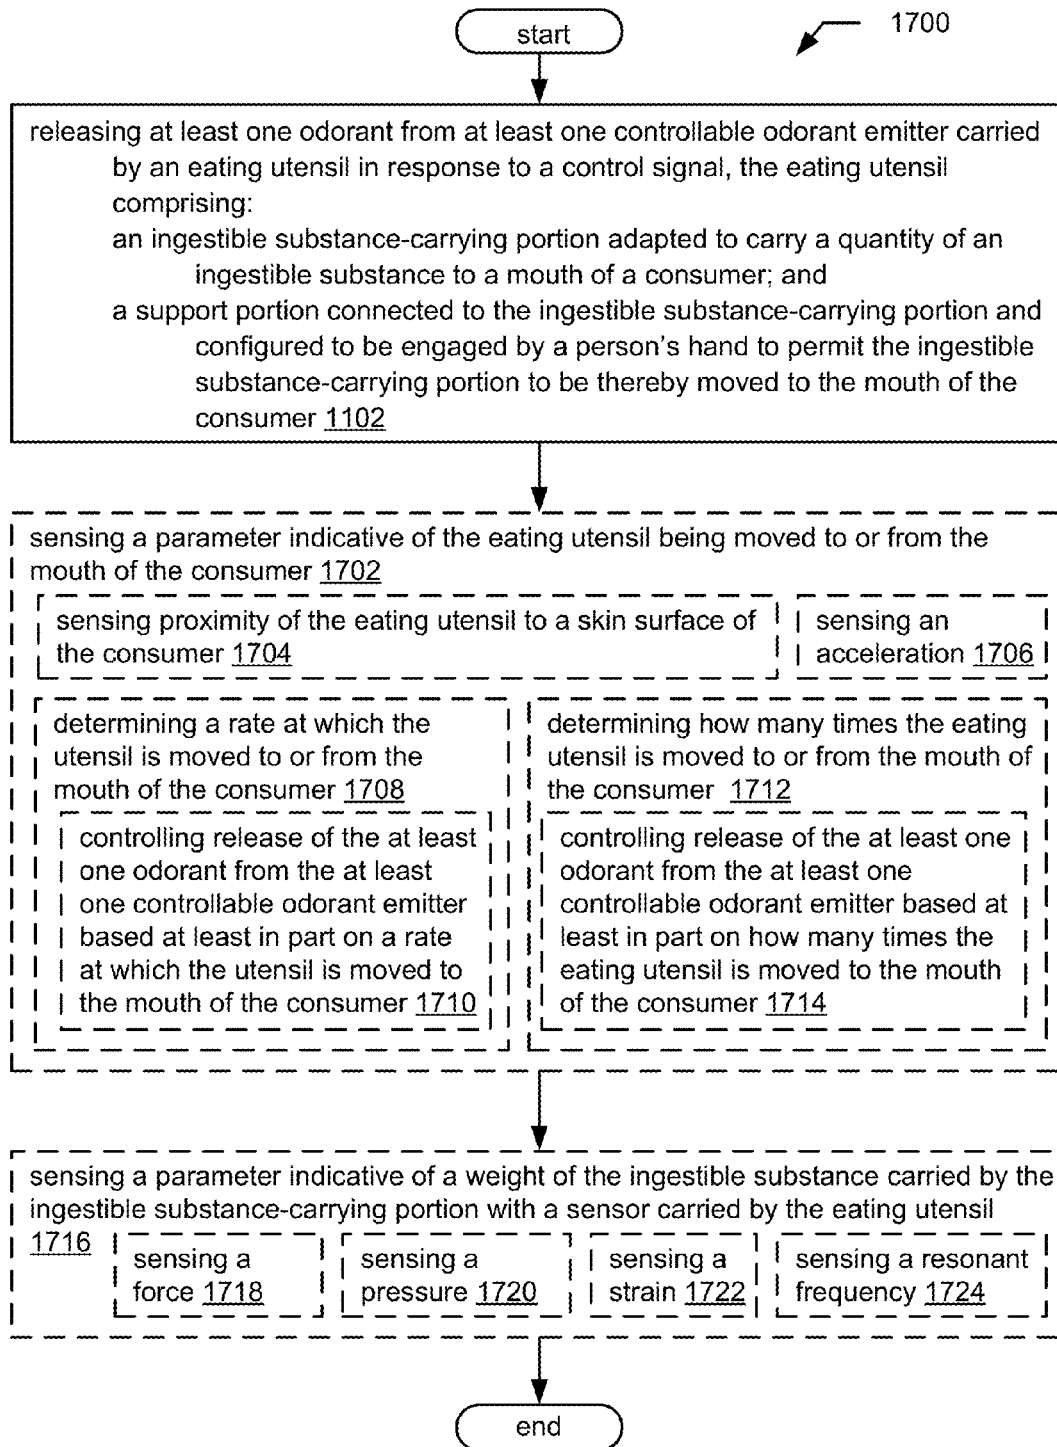 start
1700
releasing at least one odorant from at least one controllable odorant emitter carried
by an eating utensil in response to a control signal, the eating utensil
comprising:
an ingestible substance-carrying portion adapted to carry a quantity of an
ingestible substance to a mouth of a consumer; and
a support portion connected to the ingestible substance-carrying portion and
configured to be engaged by a person's hand to permit the ingestible
substance-carrying portion to be thereby moved to the mouth of the
consumer 1102
sensing a parameter indicative of the eating utensil being moved to or from the
mouth of the consumer 1702
sensing proximity of the eating utensil to a skin surface of
the consumer 1704
sensing an
acceleration 1706
determining a rate at which the
utensil is moved to or from the
mouth of the consumer 1708
controlling release of the at least
one odorant from the at least
one controllable odorant emitter
based at least in part on a rate
at which the utensil is moved to
the mouth of the consumer 1710
determining how many times the eating
utensil is moved to or from the mouth of
the consumer 1712
controlling release of the at least one
odorant from the at least one
controllable odorant emitter based at
least in part on how many times the
eating utensil is moved to the mouth
of the consumer 1714
sensing a parameter indicative of a weight of the ingestible substance carried by the
ingestible substance-carrying portion with a sensor carried by the eating utensil
1716
sensing a
force 1718
sensing a
pressure 1720
sensing a
strain 1722
sensing a resonant
frequency 1724
end